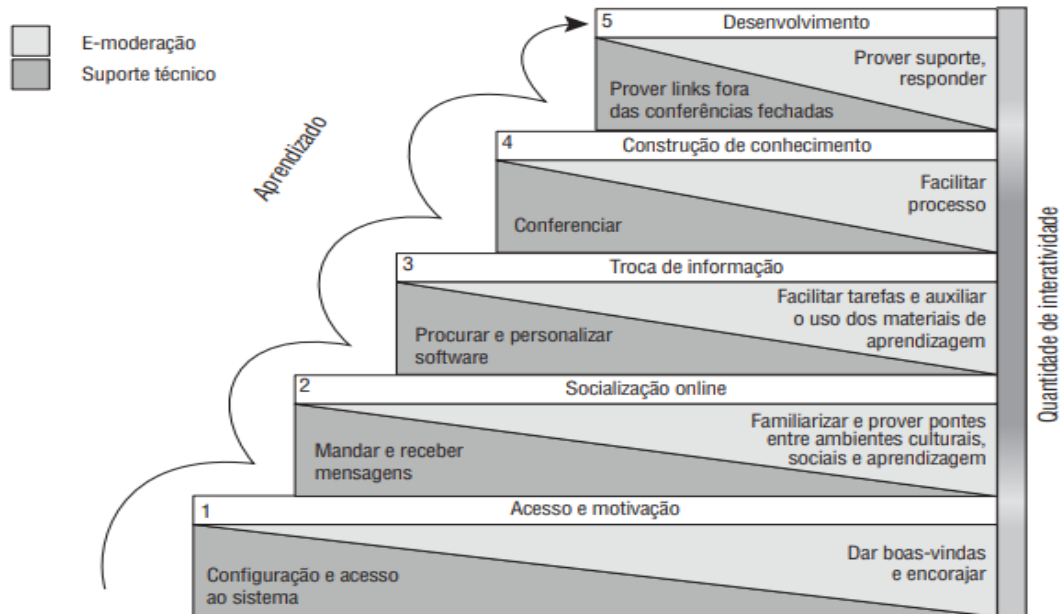 E-moderação
Suporte técnico
Aprendizado
5
Desenvolvimento
Prover suporte,
responder
Prover links fora
das conferências fechadas
4
Construção de conhecimento
Facilitar
processo
Conferenciar
3
Troca de informação
Facilitar tarefas e auxiliar
o uso dos materiais de
aprendizagem
Procurar e personalizar
software
2
Socialização online
Familiarizar e prover pontes
entre ambientes culturais,
sociais e aprendizagem
Mandar e receber
mensagens
1
Acesso e motivação
Dar boas-vindas
e encorajar
Configuração e acesso
ao sistema
Quantidade de interatividade